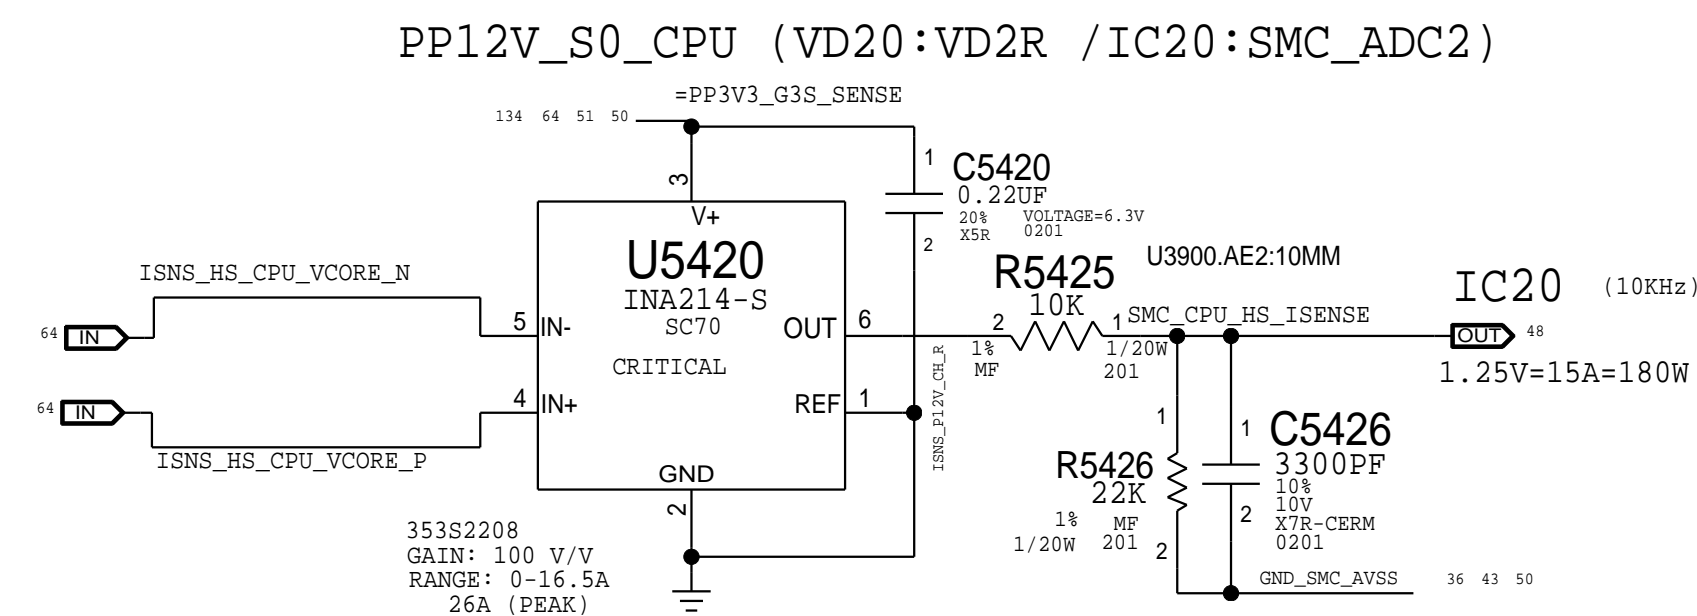 PP12V_S0_CPU (VD20:VD2R /IC20:SMC_ADC2)
=PP3V3_G3S_SENSE
134 64 51 50
1
C5420
0.22UF
20% VOLTAGE=6.3V
X5R 0201
2
3
V+
U5420
INA214-S
SC70
CRITICAL
ISNS_HS_CPU_VCORE_N
64 IN
5 IN-
64 IN
4 IN+
ISNS_HS_CPU_VCORE_P
OUT 6
REF 1
GND
2
ISNS_P12V_CH_R
R5425
10K
2 1
1% 1/20W
MF 201
U3900.AE2:10MM
SMC_CPU_HS_ISENSE
IC20 (10KHz)
OUT 48
1.25V=15A=180W
1
R5426
22K
1% MF
1/20W 201
2
1
C5426
3300PF
10%
10V
X7R-CERM
0201
2
GND_SMC_AVSS 36 43 50
353S2208
GAIN: 100 V/V
RANGE: 0-16.5A
26A (PEAK)